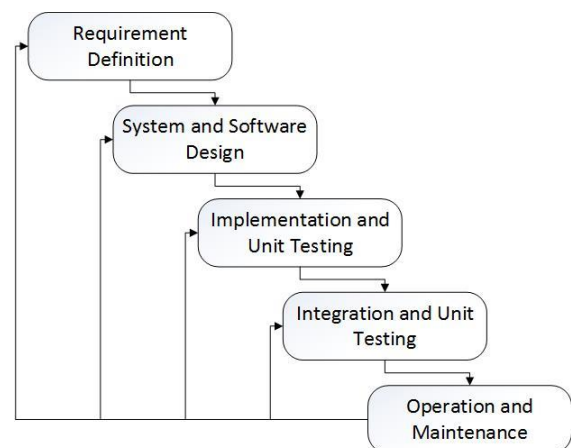 Requirement
Definition
System and Software
Design
Implementation and
Unit Testing
Integration and Unit
Testing
Operation and
Maintenance